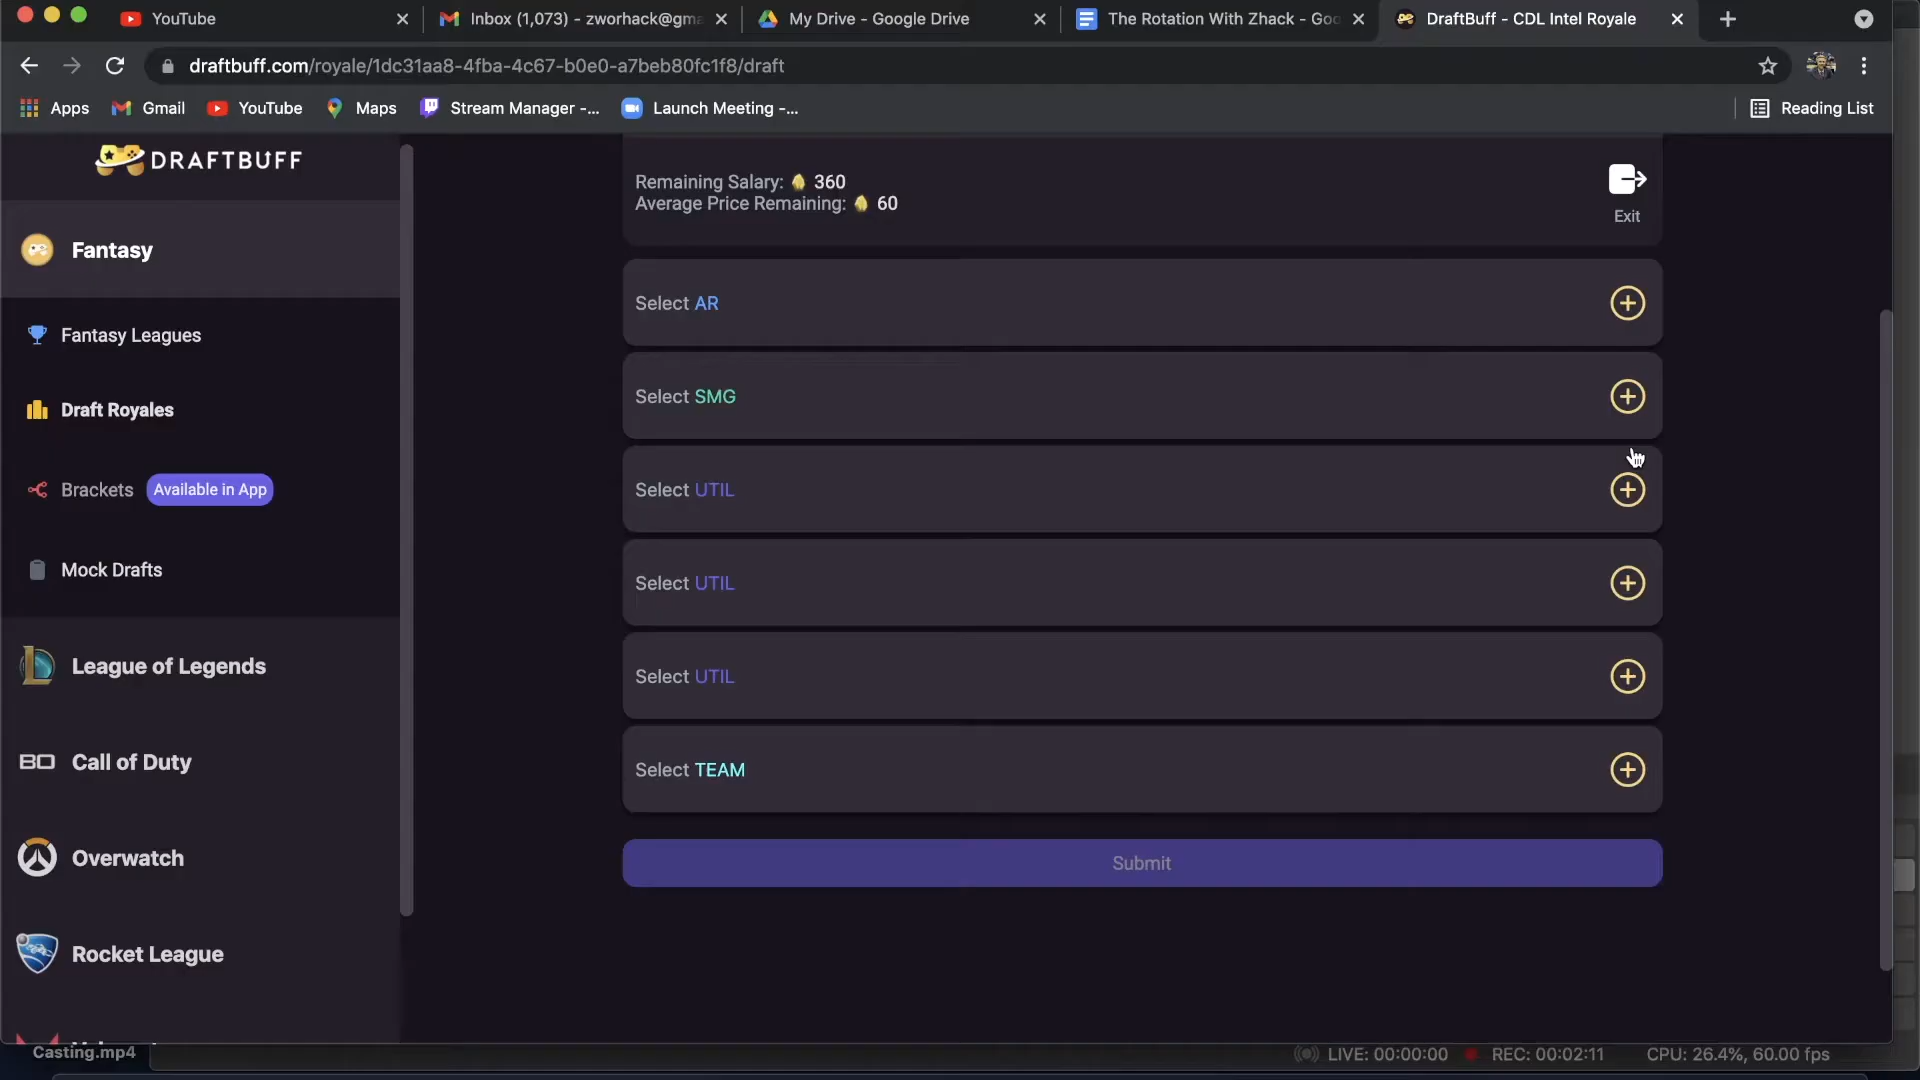 YouTube
Inbox (1,073) - zworhack@gma
My Drive - Google Drive
The Rotation With Zhack - Goo
DraftBuff - CDL Intel Royale
draftbuff.com/royale/1dc31aa8-4fba-4c67-b0e0-a7beb80fc1f8/draft
Apps
Gmail
YouTube
Maps
Stream Manager -...
Launch Meeting -...
Reading List
DRAFTBUFF
Remaining Salary: 360
Average Price Remaining: 60
Exit
Fantasy
Fantasy Leagues
Draft Royales
Brackets Available in App
Mock Drafts
League of Legends
Call of Duty
Overwatch
Rocket League
Select AR
Select SMG
Select UTIL
Select UTIL
Select UTIL
Select TEAM
Submit
Casting.mp4
LIVE: 00:00:00
REC: 00:02:11
CPU: 26.4%, 60.00 fps